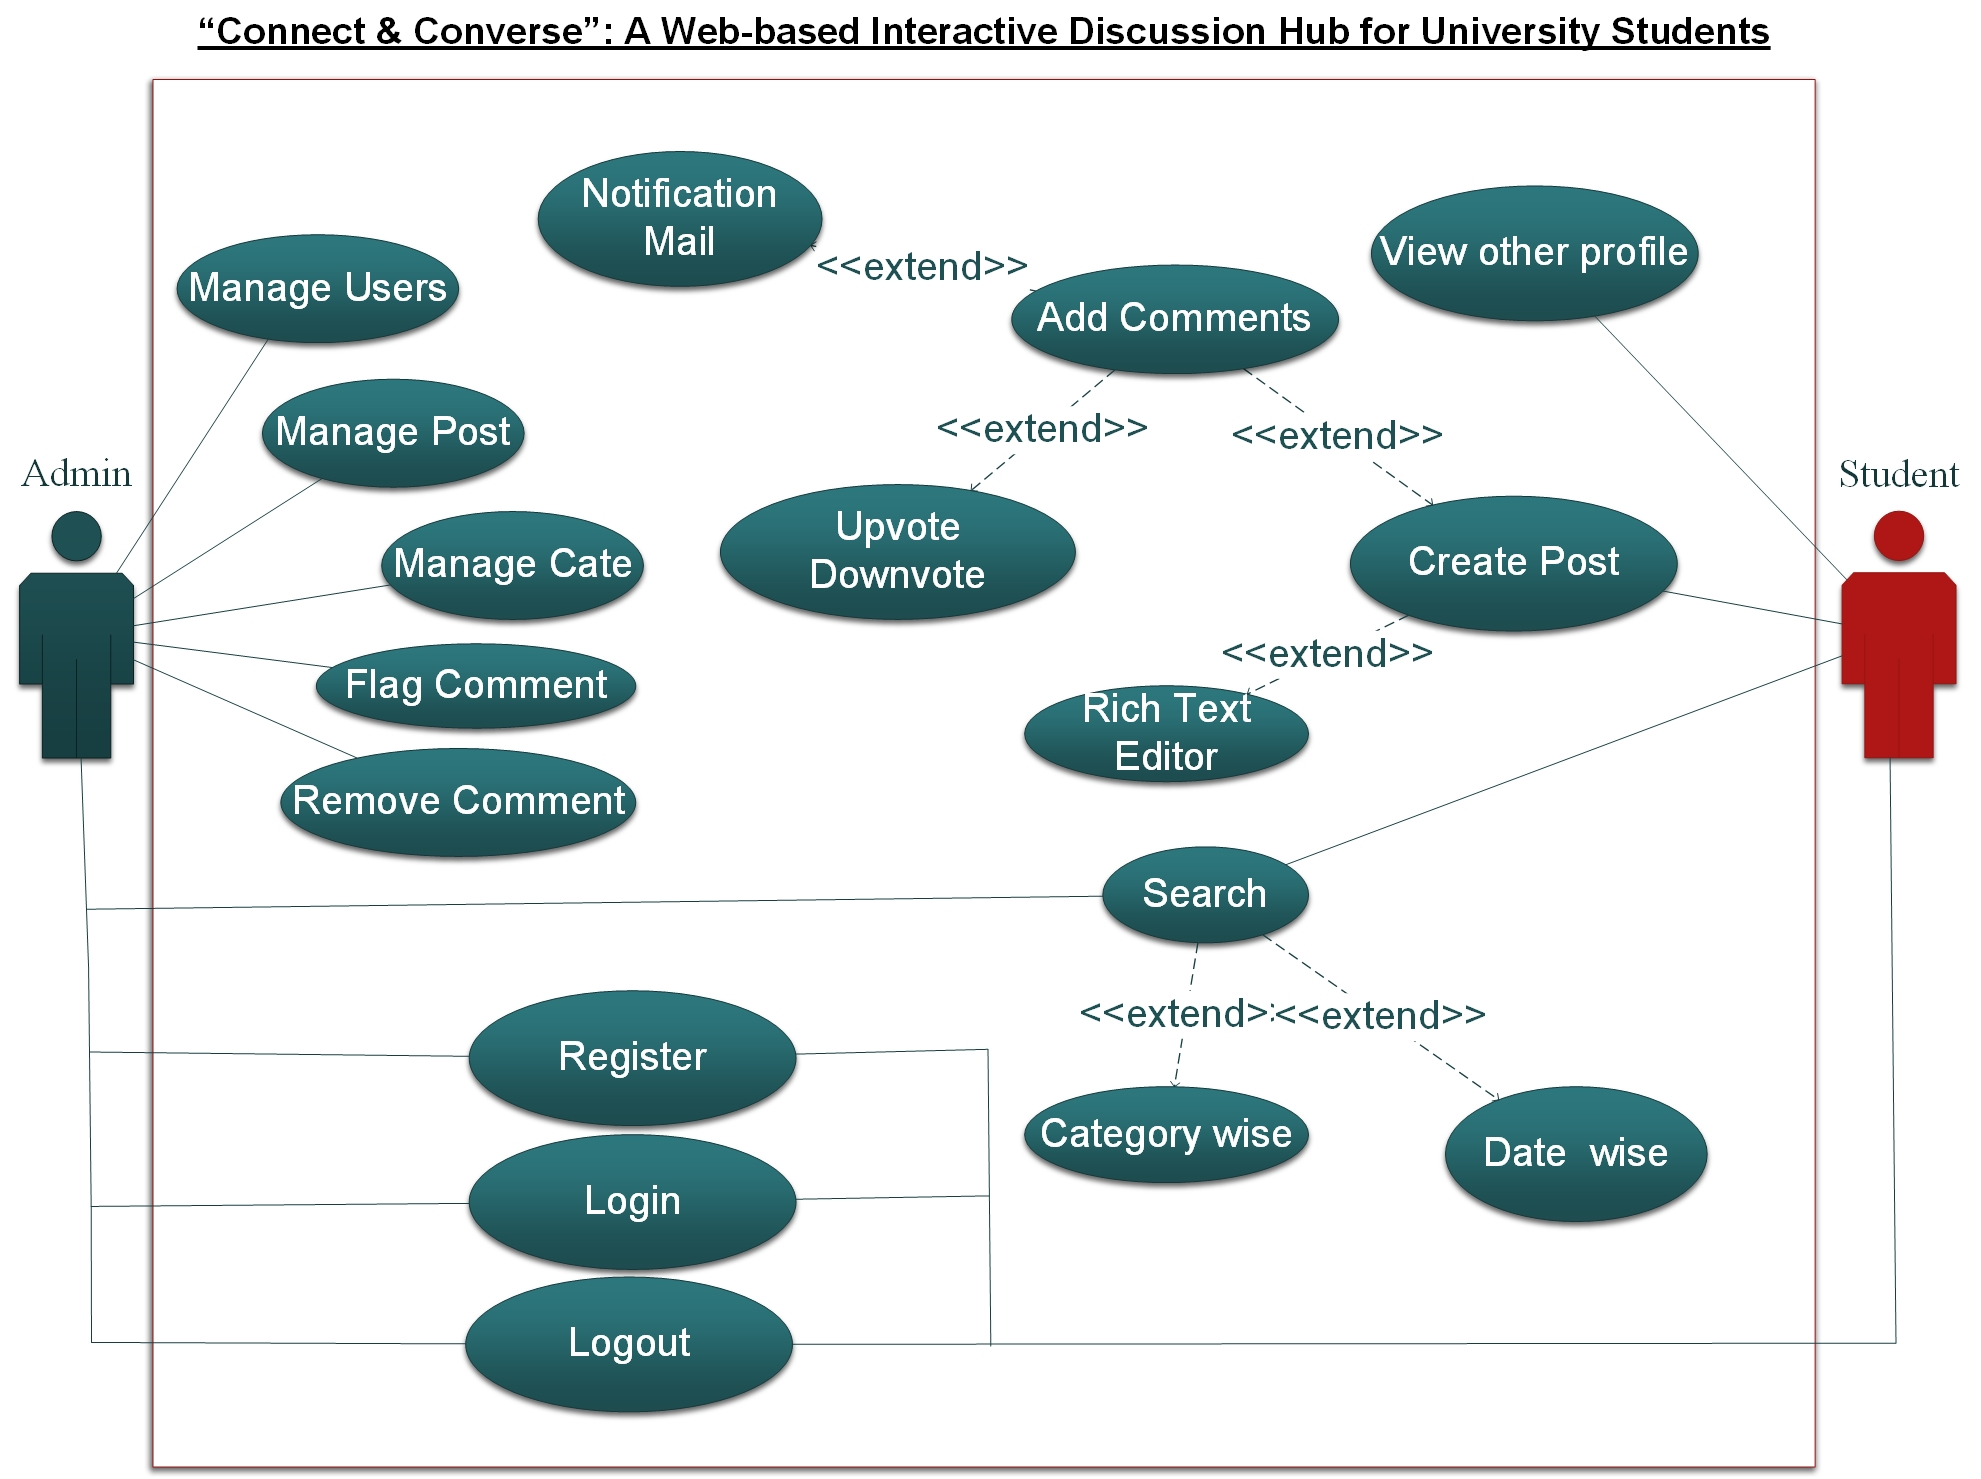 “Connect & Converse”: A Web-based Interactive Discussion Hub for University Students
Notification
Mail
Manage Users
<<extend>>
View other profile
Add Comments
Manage Post
<<extend>>
<<extend>>
Admin
Student
Upvote
Downvote
Manage Cate
Create Post
<<extend>>
Flag Comment
Rich Text
Editor
Remove Comment
Search
<<extend>>
<<extend>>
Register
Category wise
Date  wise
Login
Logout